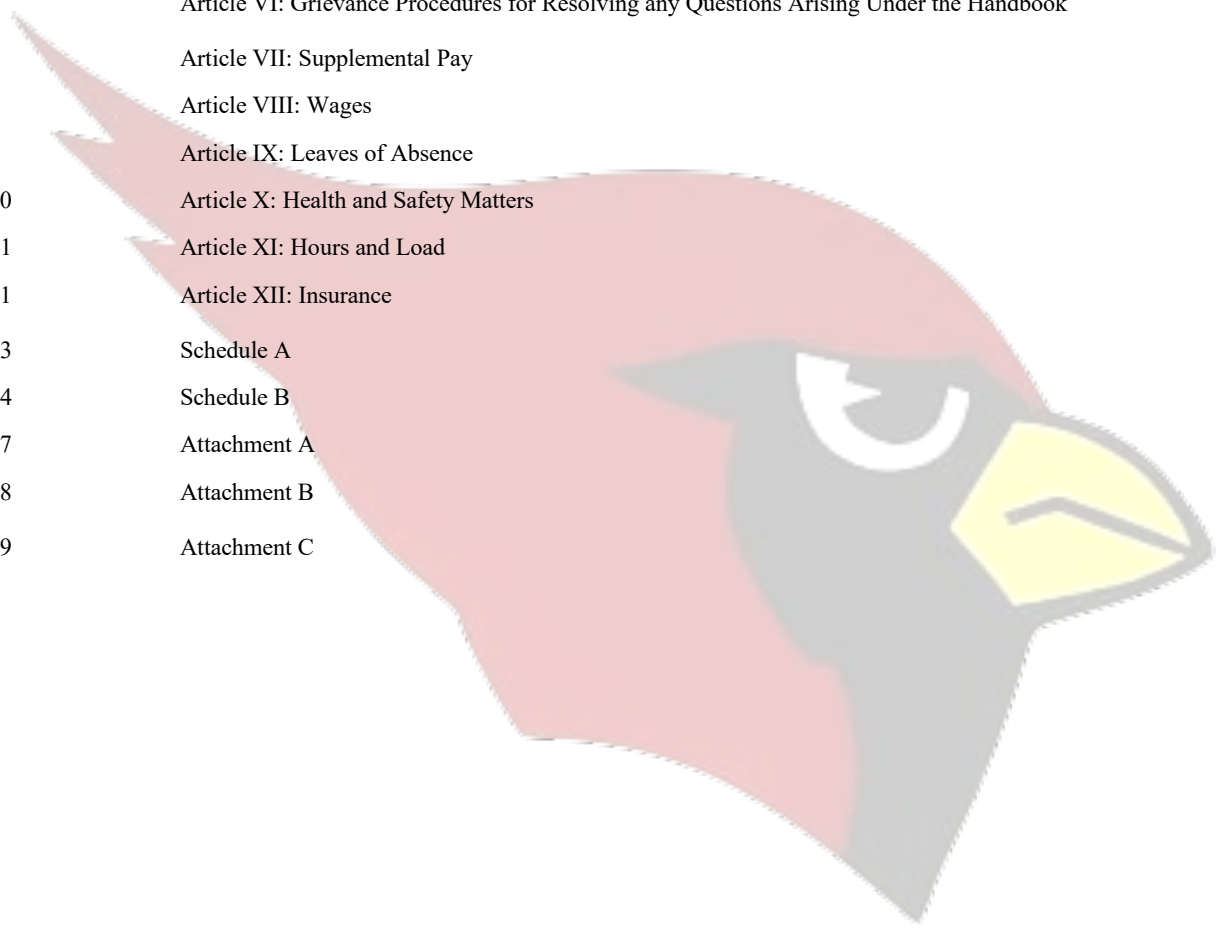 Article VI: Grievance Procedures for Resolving any Questions Arising Under the Handbook
Article VII: Supplemental Pay
Article VIII: Wages
Article IX: Leaves of Absence
0 Article X: Health and Safety Matters
1 Article XI: Hours and Load
1 Article XII: Insurance
3 Schedule A
4 Schedule B
7 Attachment A
8 Attachment B
9 Attachment C